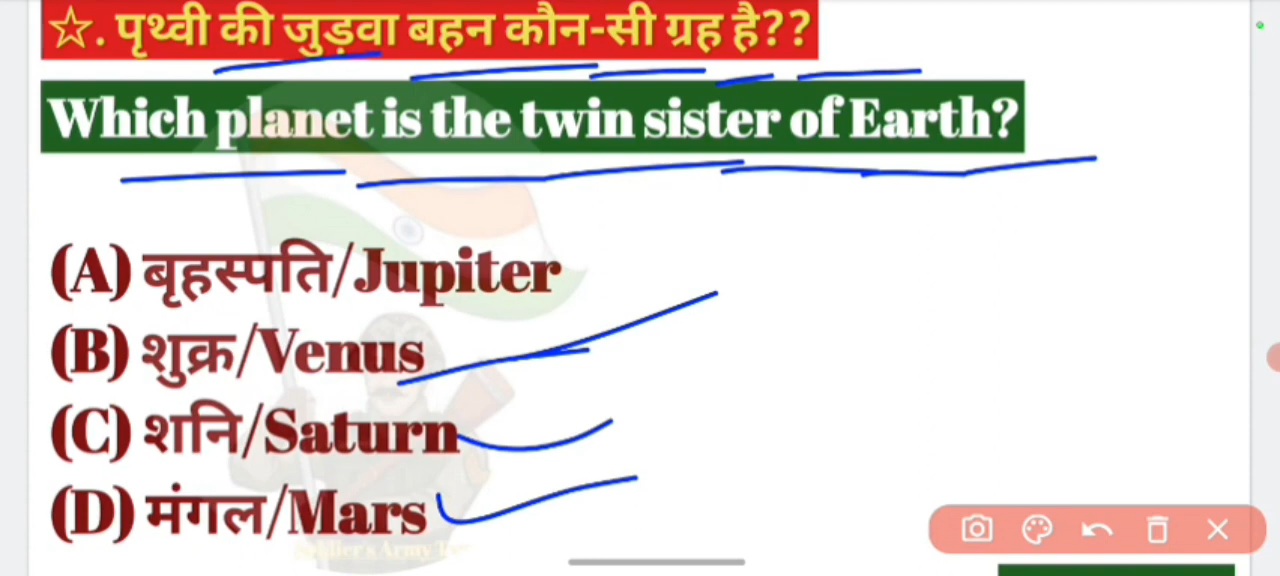 ☆. पृथ्वी की जुड़वा बहन कौन-सी ग्रह है??
Which planet is the twin sister of Earth?
(A) बृहस्पति/Jupiter
(B) शुक्र/Venus
(C) शनि/Saturn
(D) मंगल/Mars